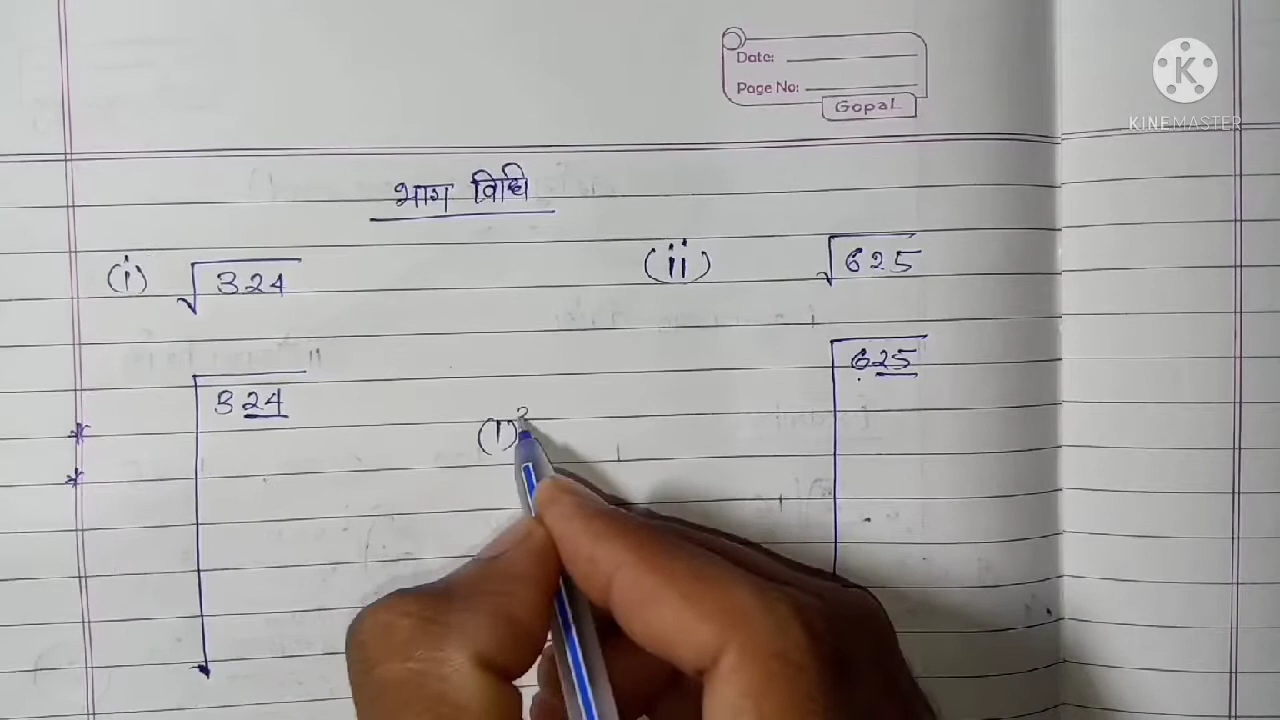 Date:
Page No:
Gopal
K
KINEMASTER
भाग विधि
(i) √324 (ii) √625
625
324
(1)²